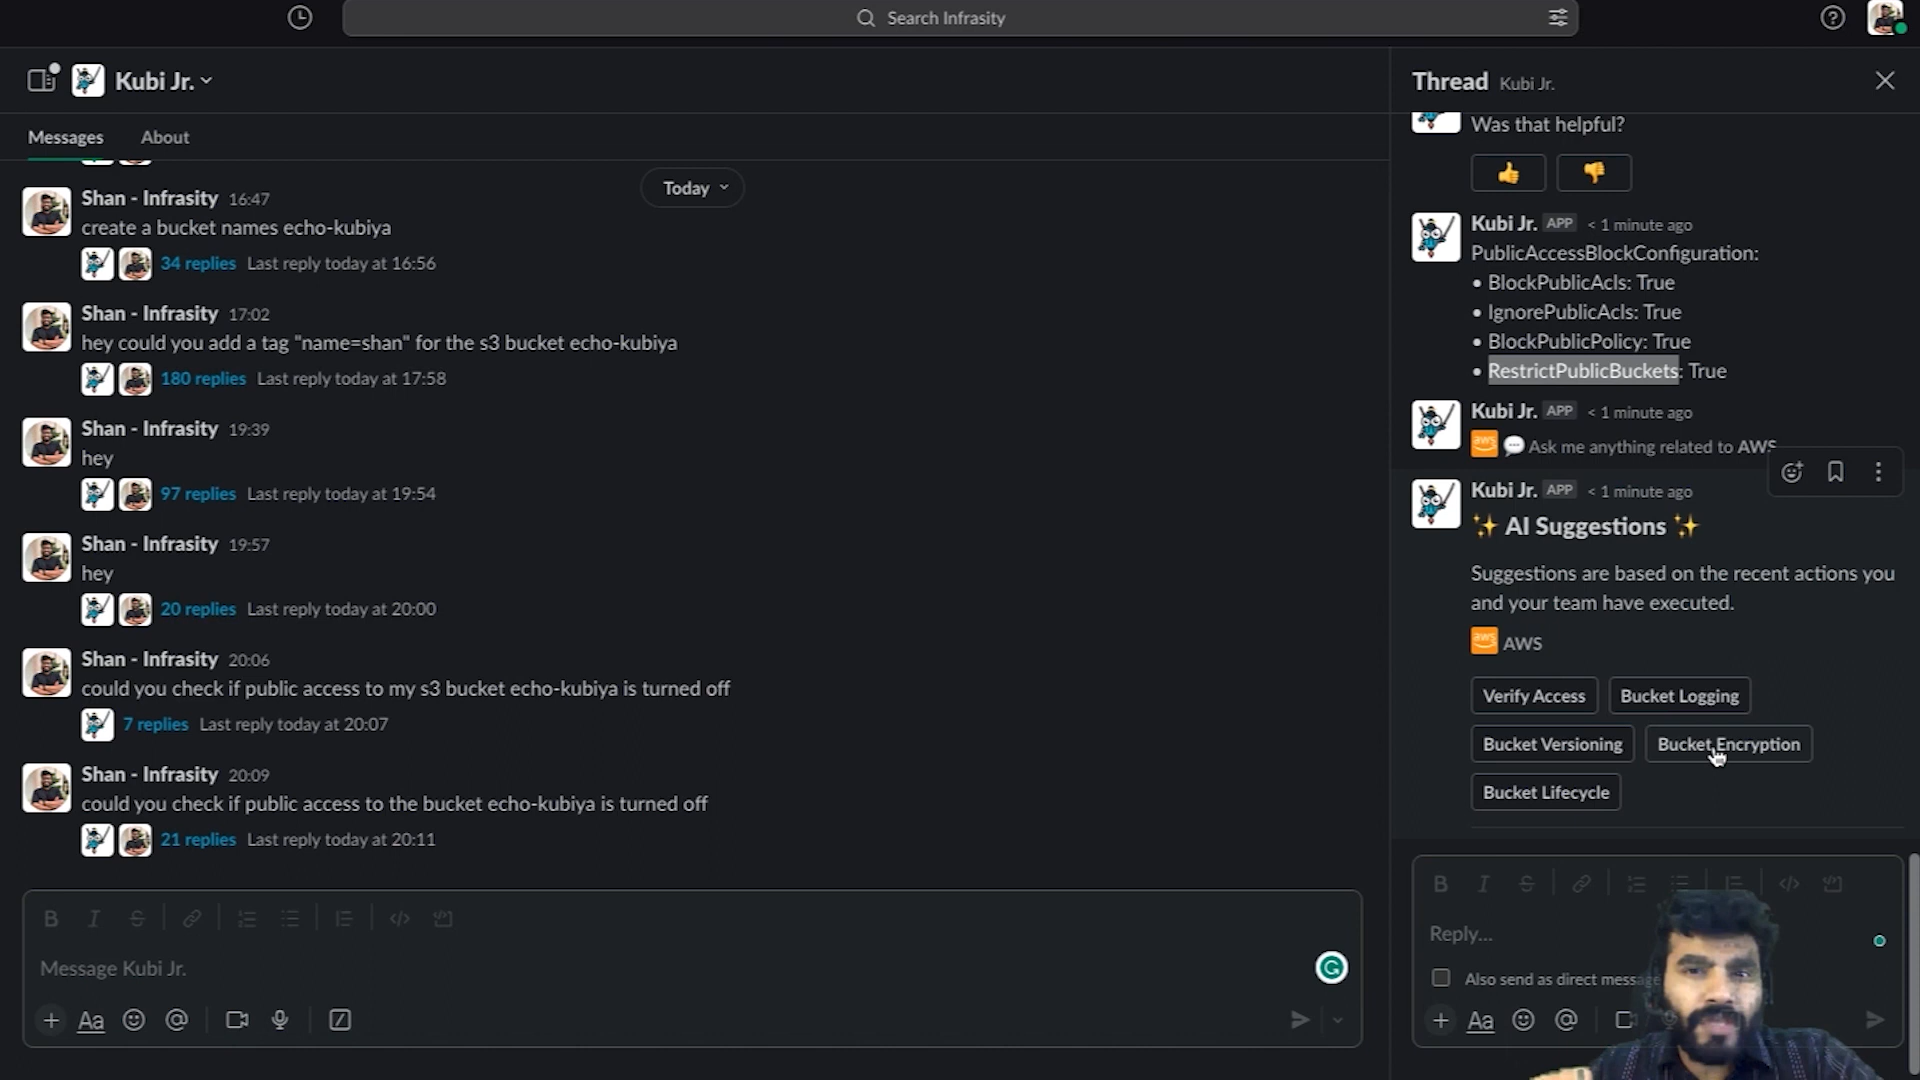 Search Infrasity
Kubi Jr.
Messages
About
Today
Shan - Infrasity 16:47
create a bucket names echo-kubiya
34 replies Last reply today at 16:56
Shan - Infrasity 17:02
hey could you add a tag "name=shan" for the s3 bucket echo-kubiya
180 replies Last reply today at 17:58
Shan - Infrasity 19:39
hey
97 replies Last reply today at 19:54
Shan - Infrasity 19:57
hey
20 replies Last reply today at 20:00
Shan - Infrasity 20:06
could you check if public access to my s3 bucket echo-kubiya is turned off
7 replies Last reply today at 20:07
Shan - Infrasity 20:09
could you check if public access to the bucket echo-kubiya is turned off
21 replies Last reply today at 20:11
Message Kubi Jr.
Aa
Thread Kubi Jr.
Was that helpful?
Kubi Jr. APP < 1 minute ago
PublicAccessBlockConfiguration:
• BlockPublicAcls: True
• IgnorePublicAcls: True
• BlockPublicPolicy: True
• RestrictPublicBuckets: True
Kubi Jr. APP < 1 minute ago
aws Ask me anything related to AWS
Kubi Jr. APP < 1 minute ago
✨ AI Suggestions ✨
Suggestions are based on the recent actions you
and your team have executed.
aws AWS
Verify Access
Bucket Logging
Bucket Versioning
Bucket Encryption
Bucket Lifecycle
Reply...
Also send as direct message
Aa